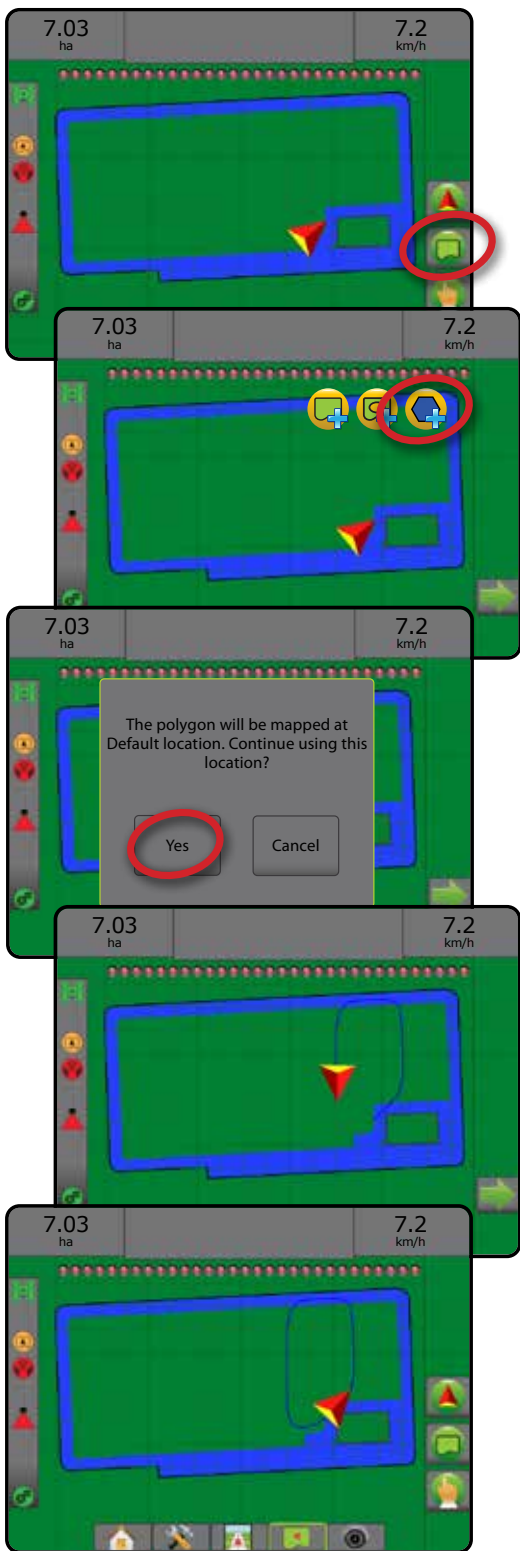 7.03
7.2
ha
km/h
7.03
7.2
ha
km/h
7.03
7.2
ha
km/h
The polygon will be mapped at
Default location. Continue using this
location?
Yes
Cancel
7.03
7.2
ha
km/h
7.03
7.2
ha
km/h